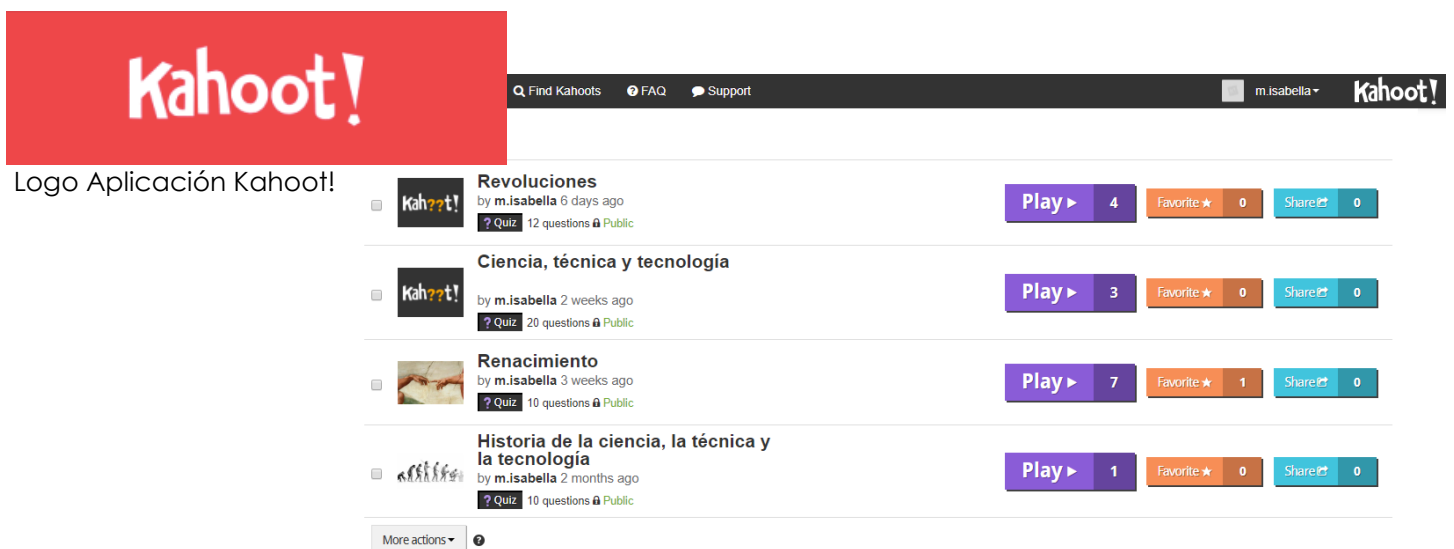 Kahoot!
Find Kahoots FAQ Support m.isabella Kahoot!
Logo Aplicación Kahoot!
Kah??t!
Revoluciones
by m.isabella 6 days ago
? Quiz 12 questions Public
Play 4 Favorite 0 Share 0
Kah??t!
Ciencia, técnica y tecnología
by m.isabella 2 weeks ago
? Quiz 20 questions Public
Play 3 Favorite 0 Share 0
Renacimiento
by m.isabella 3 weeks ago
? Quiz 10 questions Public
Play 7 Favorite 1 Share 0
Historia de la ciencia, la técnica y
la tecnología
by m.isabella 2 months ago
? Quiz 10 questions Public
Play 1 Favorite 0 Share 0
More actions ?